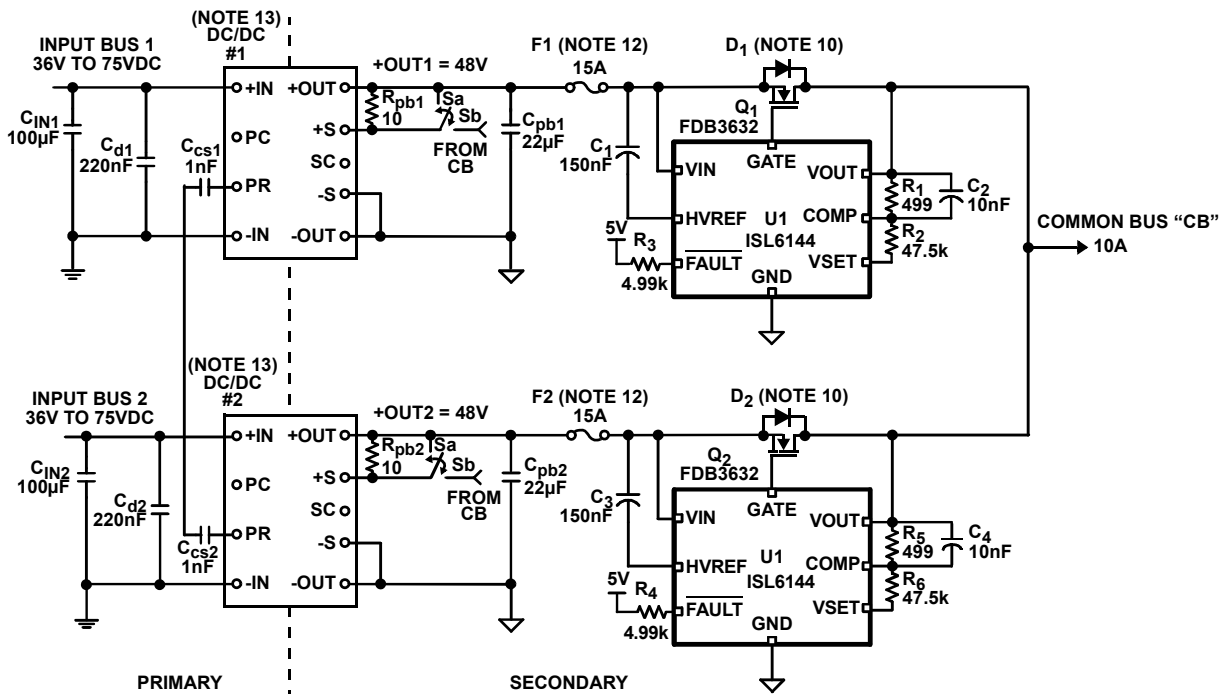 (NOTE 13)
DC/DC
#1
INPUT BUS 1
36V TO 75VDC
CIN1
100µF
Cd1
220nF
Ccs1
1nF
+IN
PC
PR
-IN
+OUT
+S
SC
-S
-OUT
+OUT1 = 48V
Rpb1
10
Sa
Sb
FROM
CB
Cpb1
22µF
F1 (NOTE 12)
15A
D1 (NOTE 10)
Q1
FDB3632
C1
150nF
GATE
VIN
HVREF
FAULT
U1
ISL6144
GND
VOUT
COMP
VSET
5V
R3
4.99k
R1
499
C2
10nF
R2
47.5k
COMMON BUS “CB”
10A
(NOTE 13)
DC/DC
#2
INPUT BUS 2
36V TO 75VDC
CIN2
100µF
Cd2
220nF
Ccs2
1nF
+IN
PC
PR
-IN
+OUT
+S
SC
-S
-OUT
+OUT2 = 48V
Rpb2
10
Sa
Sb
FROM
CB
Cpb2
22µF
F2 (NOTE 12)
15A
D2 (NOTE 10)
Q2
FDB3632
C3
150nF
GATE
VIN
HVREF
FAULT
U1
ISL6144
GND
VOUT
COMP
VSET
5V
R4
4.99k
R5
499
C4
10nF
R6
47.5k
PRIMARY
SECONDARY